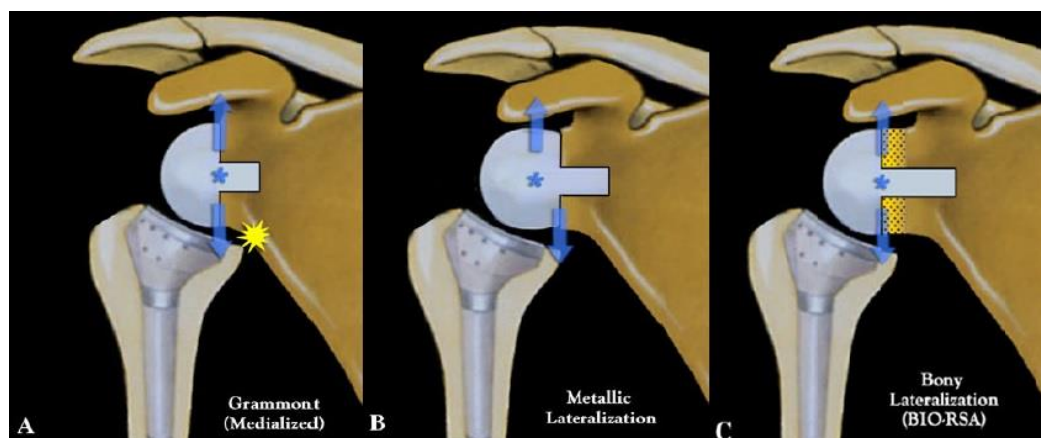 A
Grammont
(Medialized)
B
Metallic
Lateralization
C
Bony
Lateralization
(BIO-RSA)